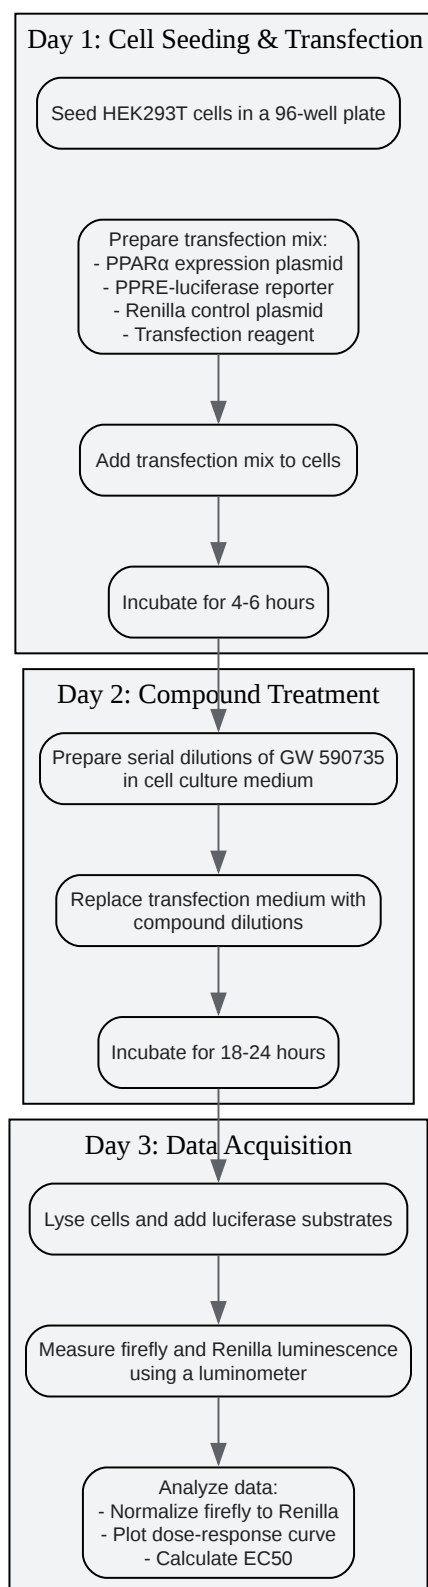 Day 1: Cell Seeding & Transfection
Seed HEK293T cells in a 96-well plate
Prepare transfection mix:
- PPARα expression plasmid
- PPRE-luciferase reporter
- Renilla control plasmid
- Transfection reagent
Add transfection mix to cells
Incubate for 4-6 hours
Day 2: Compound Treatment
Prepare serial dilutions of GW 590735
in cell culture medium
Replace transfection medium with
compound dilutions
Incubate for 18-24 hours
Day 3: Data Acquisition
Lyse cells and add luciferase substrates
Measure firefly and Renilla luminescence
using a luminometer
Analyze data:
- Normalize firefly to Renilla
- Plot dose-response curve
- Calculate EC50